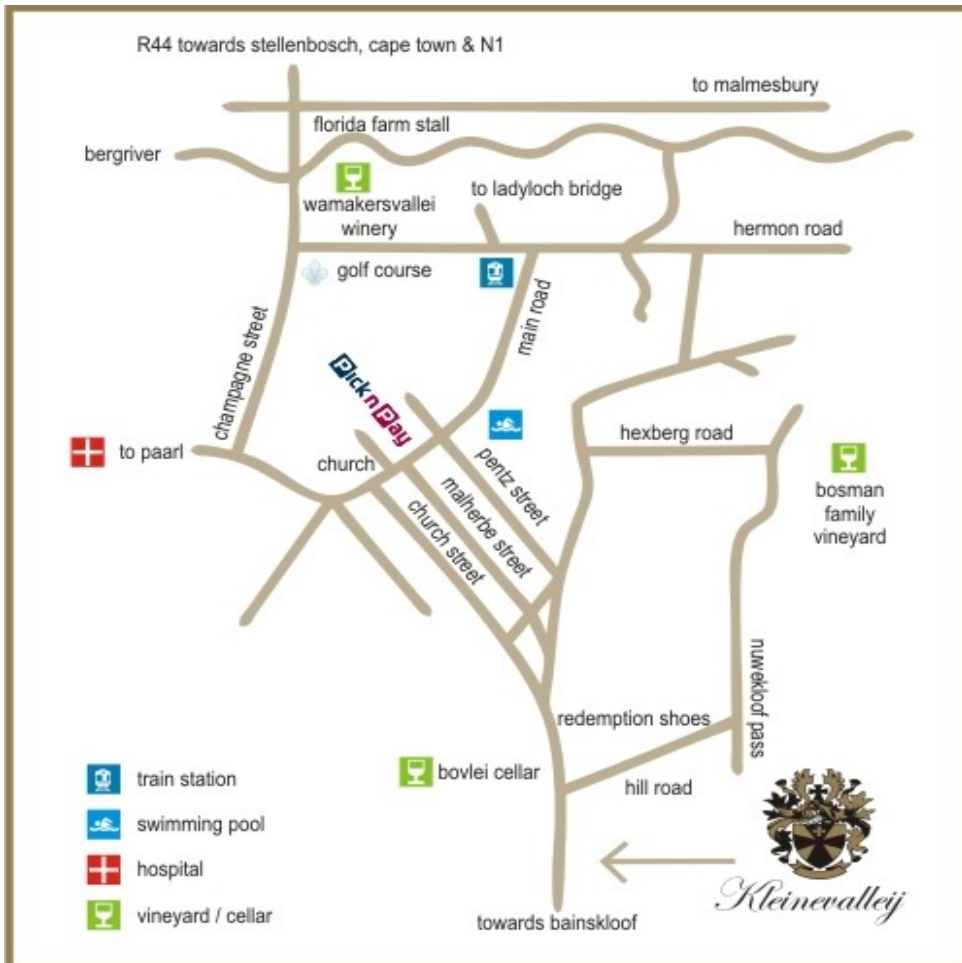 R44 towards stellenbosch, cape town & N1
to malmesbury
florida farm stall
bergriver
to ladyloch bridge
wamakersvallei
winery
hermon road
golf course
main road
champagne street
Pick n Pay
hexberg road
to paarl
church
pentz street
malherbe street
church street
bosman
family
vineyard
nuwekloof pass
redemption shoes
bovlei cellar
hill road
train station
swimming pool
hospital
vineyard / cellar
Kleinevalleij
towards bainskloof